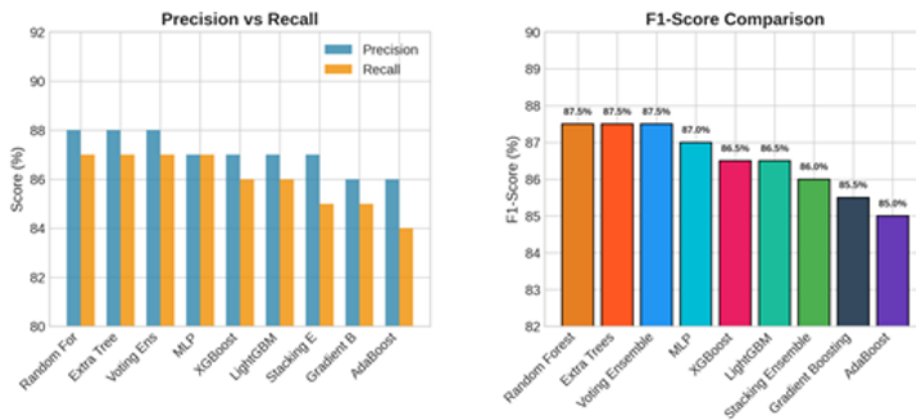 Precision vs Recall
Score (%)
92
90
88
86
84
82
80
Precision
Recall
Random For
Extra Tree
Voting Ens
MLP
XGBoost
LightGBM
Stacking E
Gradient B
AdaBoost
F1-Score Comparison
F1-Score (%)
90
89
88
87
86
85
84
83
82
87.5%
87.5%
87.5%
87.0%
86.5%
86.5%
86.0%
85.5%
85.0%
Random Forest
Extra Trees
Voting Ensemble
MLP
XGBoost
LightGBM
Stacking Ensemble
Gradient Boosting
AdaBoost